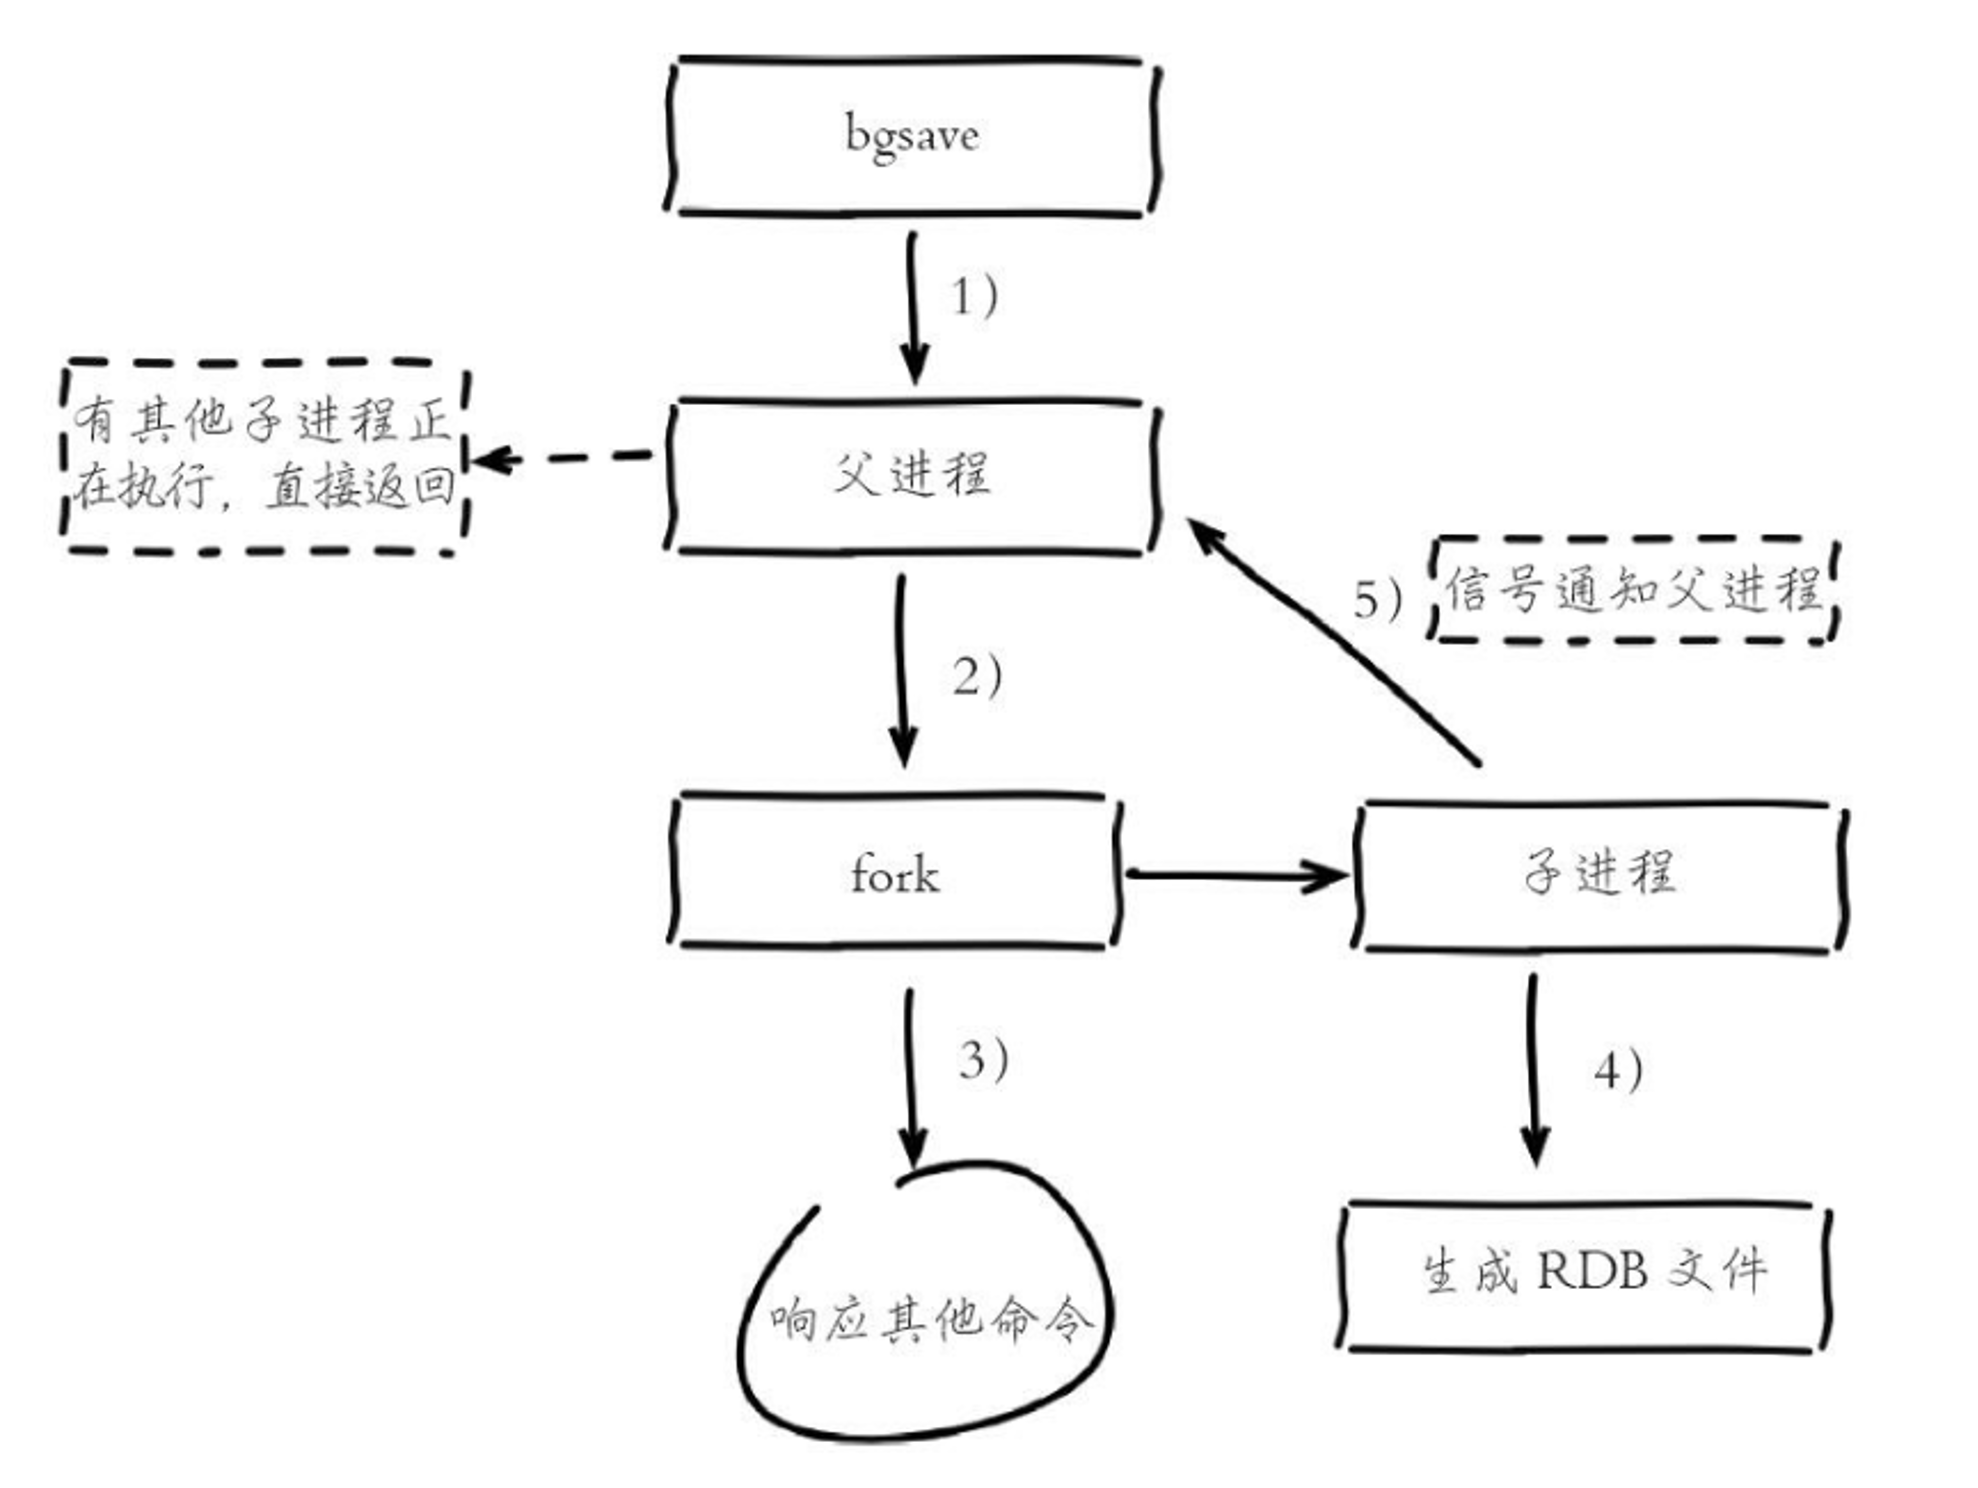 bgsave
1)
有其他子进程正
在执行，直接返回
父进程
5)
信号通知父进程
2)
fork
子进程
3)
4)
生成 RDB 文件
响应其他命令